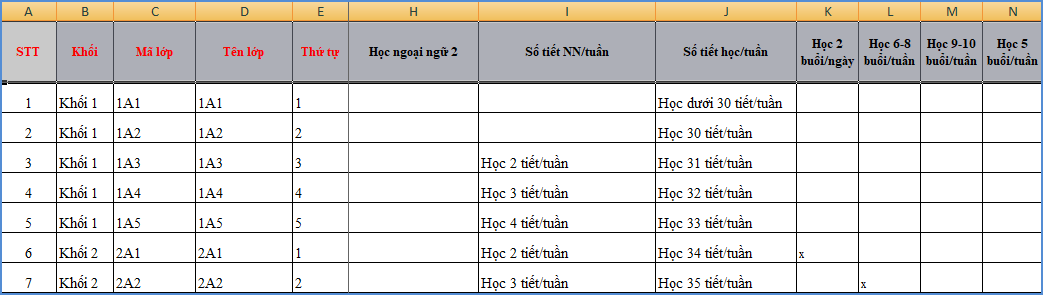 A B C D E H I J K L M N
STT Khối Mã lớp Tên lớp Thứ tự Học ngoại ngữ 2 Số tiết NN/tuần Số tiết học/tuần Học 2 buổi/ngày Học 6-8 buổi/tuần Học 9-10 buổi/tuần Học 5 buổi/tuần
1 Khối 1 1A1 1A1 1 Học dưới 30 tiết/tuần
2 Khối 1 1A2 1A2 2 Học 30 tiết/tuần
3 Khối 1 1A3 1A3 3 Học 2 tiết/tuần Học 31 tiết/tuần
4 Khối 1 1A4 1A4 4 Học 3 tiết/tuần Học 32 tiết/tuần
5 Khối 1 1A5 1A5 5 Học 4 tiết/tuần Học 33 tiết/tuần
6 Khối 2 2A1 2A1 1 Học 2 tiết/tuần Học 34 tiết/tuần x
7 Khối 2 2A2 2A2 2 Học 3 tiết/tuần Học 35 tiết/tuần x